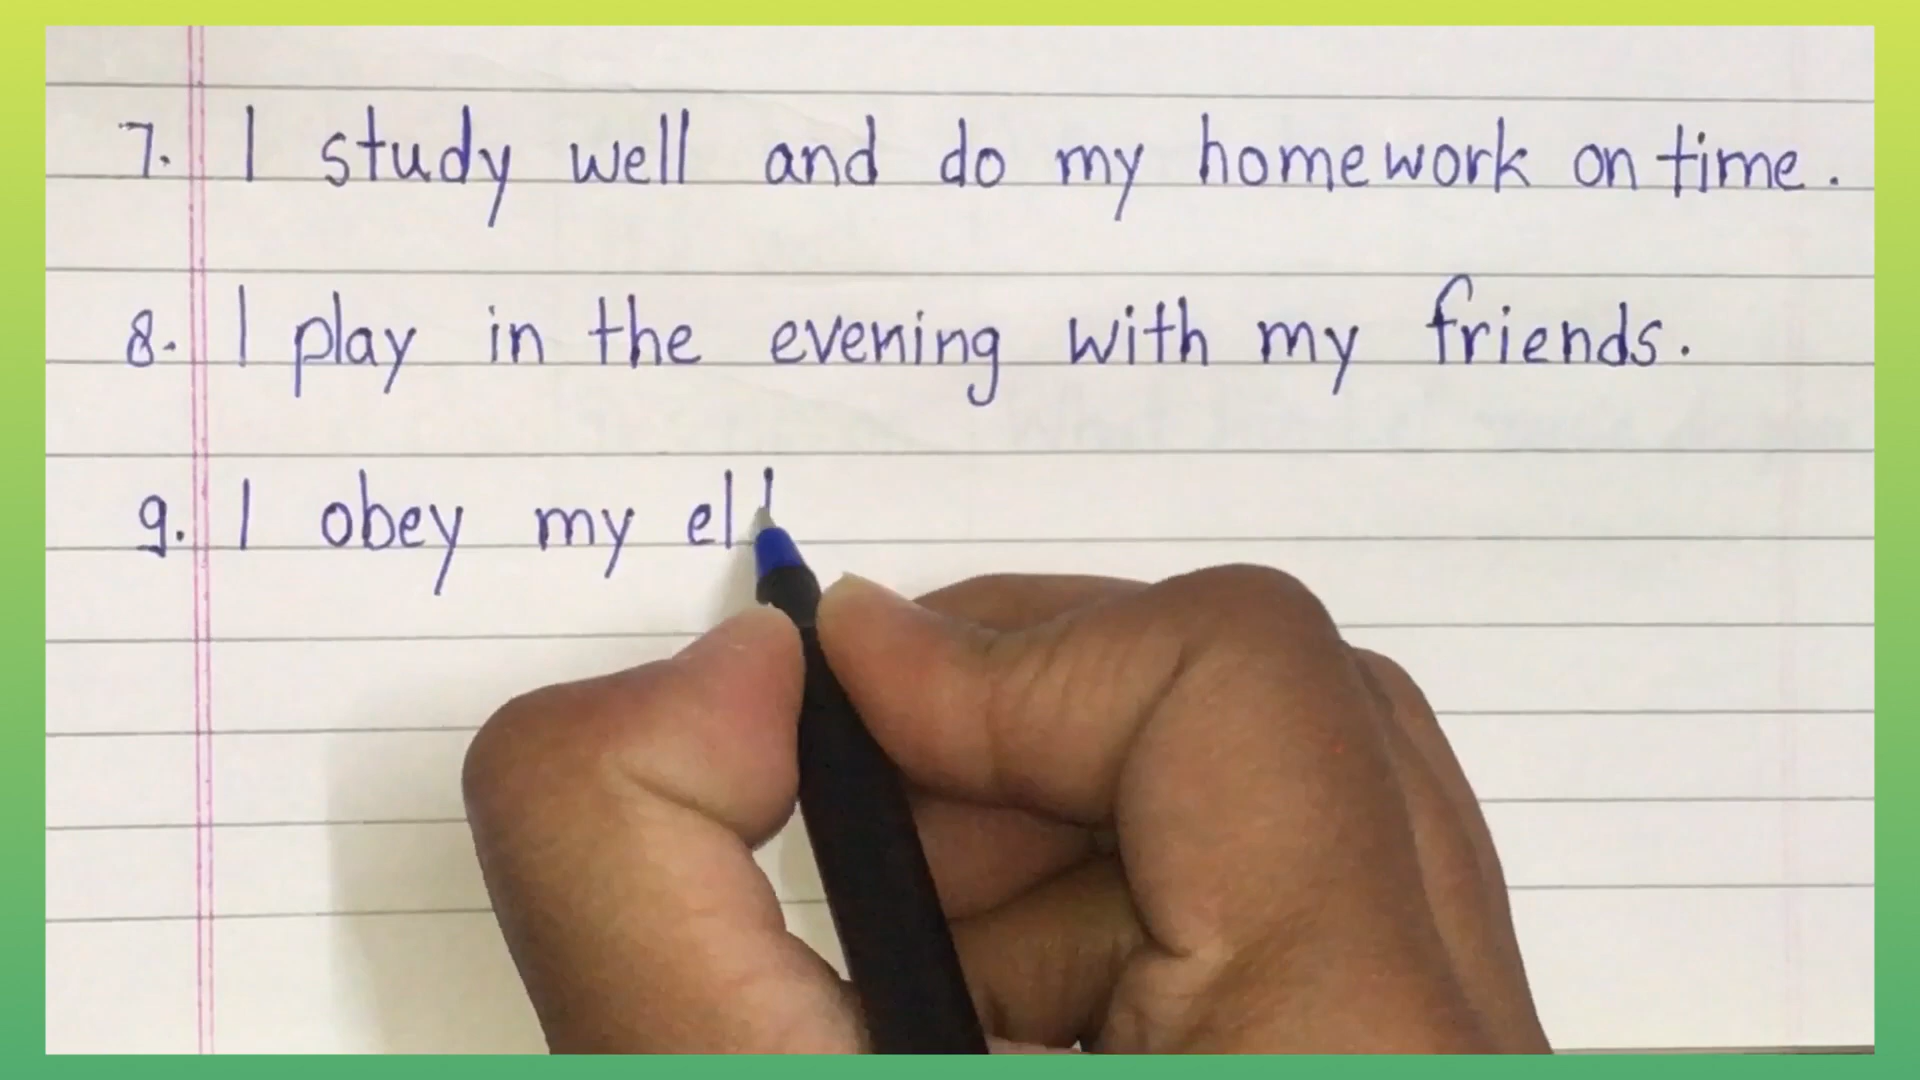 7. I study well and do my homework on time.
8. I play in the evening with my friends.
9. I obey my